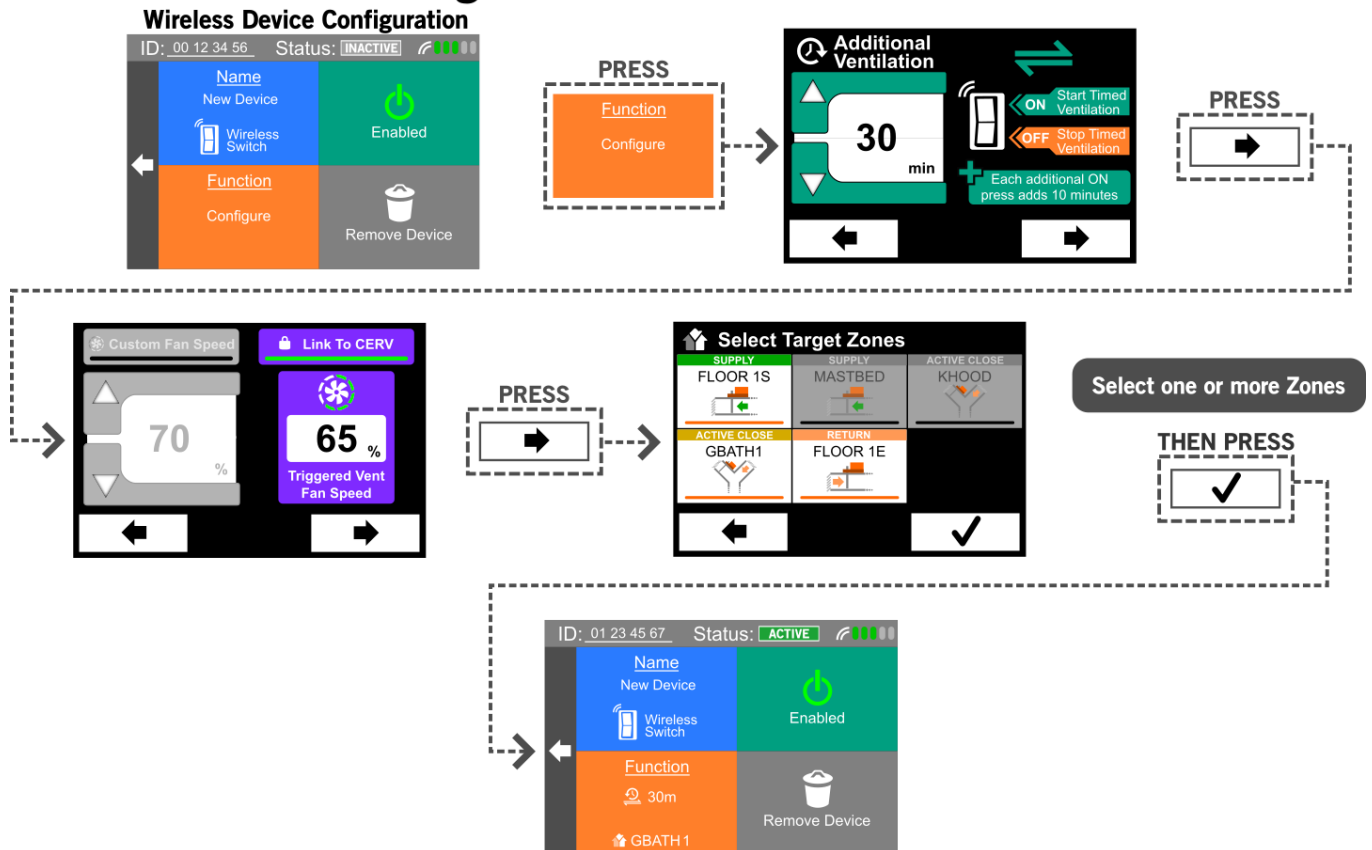 Wireless Device Configuration
ID: 00 12 34 56 Status: INACTIVE
Name
New Device
Wireless
Switch
Enabled
Function
Configure
Remove Device
PRESS
Function
Configure
Additional
Ventilation
30
min
ON Start Timed
Ventilation
OFF Stop Timed
Ventilation
Each additional ON
press adds 10 minutes
PRESS
Custom Fan Speed
Link To CERV
70
%
65 %
Triggered Vent
Fan Speed
PRESS
Select Target Zones
SUPPLY SUPPLY ACTIVE CLOSE
FLOOR 1S MASTBED KHOOD
ACTIVE CLOSE RETURN
GBATH1 FLOOR 1E
Select one or more Zones
THEN PRESS
ID: 01 23 45 67 Status: ACTIVE
Name
New Device
Wireless
Switch
Enabled
Function
30m
GBATH1
Remove Device